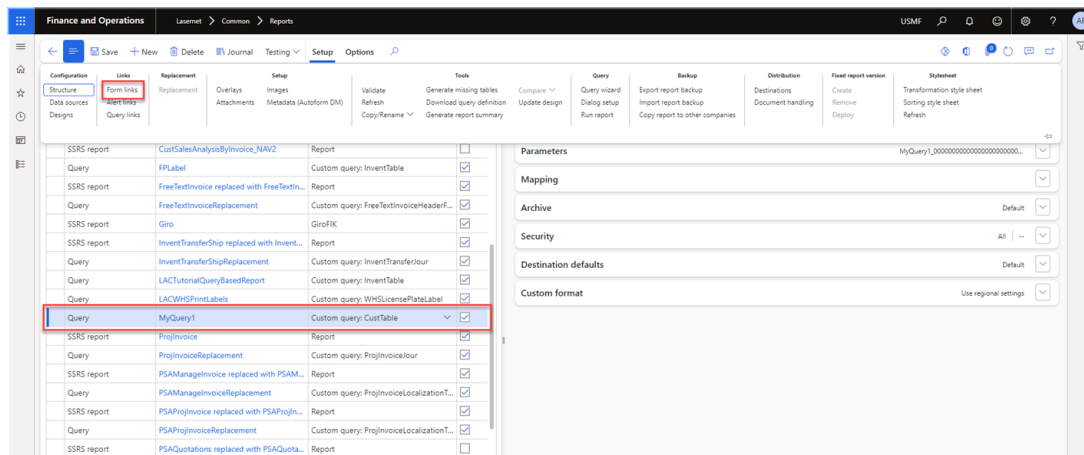 Finance and Operations
Lasernet > Common > Reports
USMF
Save
New
Delete
Journal
Testing
Setup
Options
0
Configuration
Structure
Data sources
Designs
Links
Form links
Alert links
Query links
Replacement
Replacement
Setup
Overlays
Images
Attachments
Metadata (Autoform DM)
Tools
Validate
Generate missing tables
Compare
Refresh
Download query definition
Update design
Copy/Rename
Generate report summary
Query
Query wizard
Dialog setup
Run report
Backup
Export report backup
Import report backup
Copy report to other companies
Distribution
Destinations
Document handling
Fixed report version
Create
Remove
Deploy
Stylesheet
Transformation style sheet
Sorting style sheet
Refresh
SSRS report CustSalesAnalysisByInvoice_NAV2 Report
Query FPLabel Custom query: InventTable
SSRS report FreeTextInvoice replaced with FreeTextIn... Report
Query FreeTextInvoiceReplacement Custom query: FreeTextInvoiceHeaderF...
SSRS report Giro GiroFIK
SSRS report InventTransferShip replaced with Invent... Report
Query InventTransferShipReplacement Custom query: InventTransferJour
Query LACTutorialQueryBasedReport Custom query: InventTable
Query LACWHSPrintLabels Custom query: WHSLicensePlateLabel
Query MyQuery1 Custom query: CustTable
SSRS report ProjInvoice Report
Query ProjInvoiceReplacement Custom query: ProjInvoiceJour
SSRS report PSAManageInvoice replaced with PSAM... Report
Query PSAManageInvoiceReplacement Custom query: ProjInvoiceLocalizationT...
SSRS report PSAProjInvoice replaced with PSAProjIn... Report
Query PSAProjInvoiceReplacement Custom query: ProjInvoiceLocalizationT...
SSRS report PSAQuotations replaced with PSAQuota... Report
Parameters
Mapping
Archive Default
Security All --
Destination defaults Default
Custom format Use regional settings